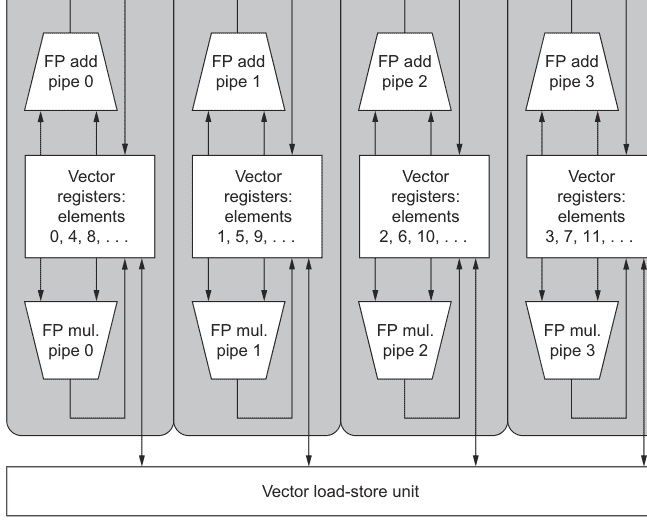 FP add
pipe 0
FP add
pipe 1
FP add
pipe 2
FP add
pipe 3
Vector
registers:
elements
0, 4, 8, . . .
Vector
registers:
elements
1, 5, 9, . . .
Vector
registers:
elements
2, 6, 10, . . .
Vector
registers:
elements
3, 7, 11, . . .
FP mul.
pipe 0
FP mul.
pipe 1
FP mul.
pipe 2
FP mul.
pipe 3
Vector load-store unit